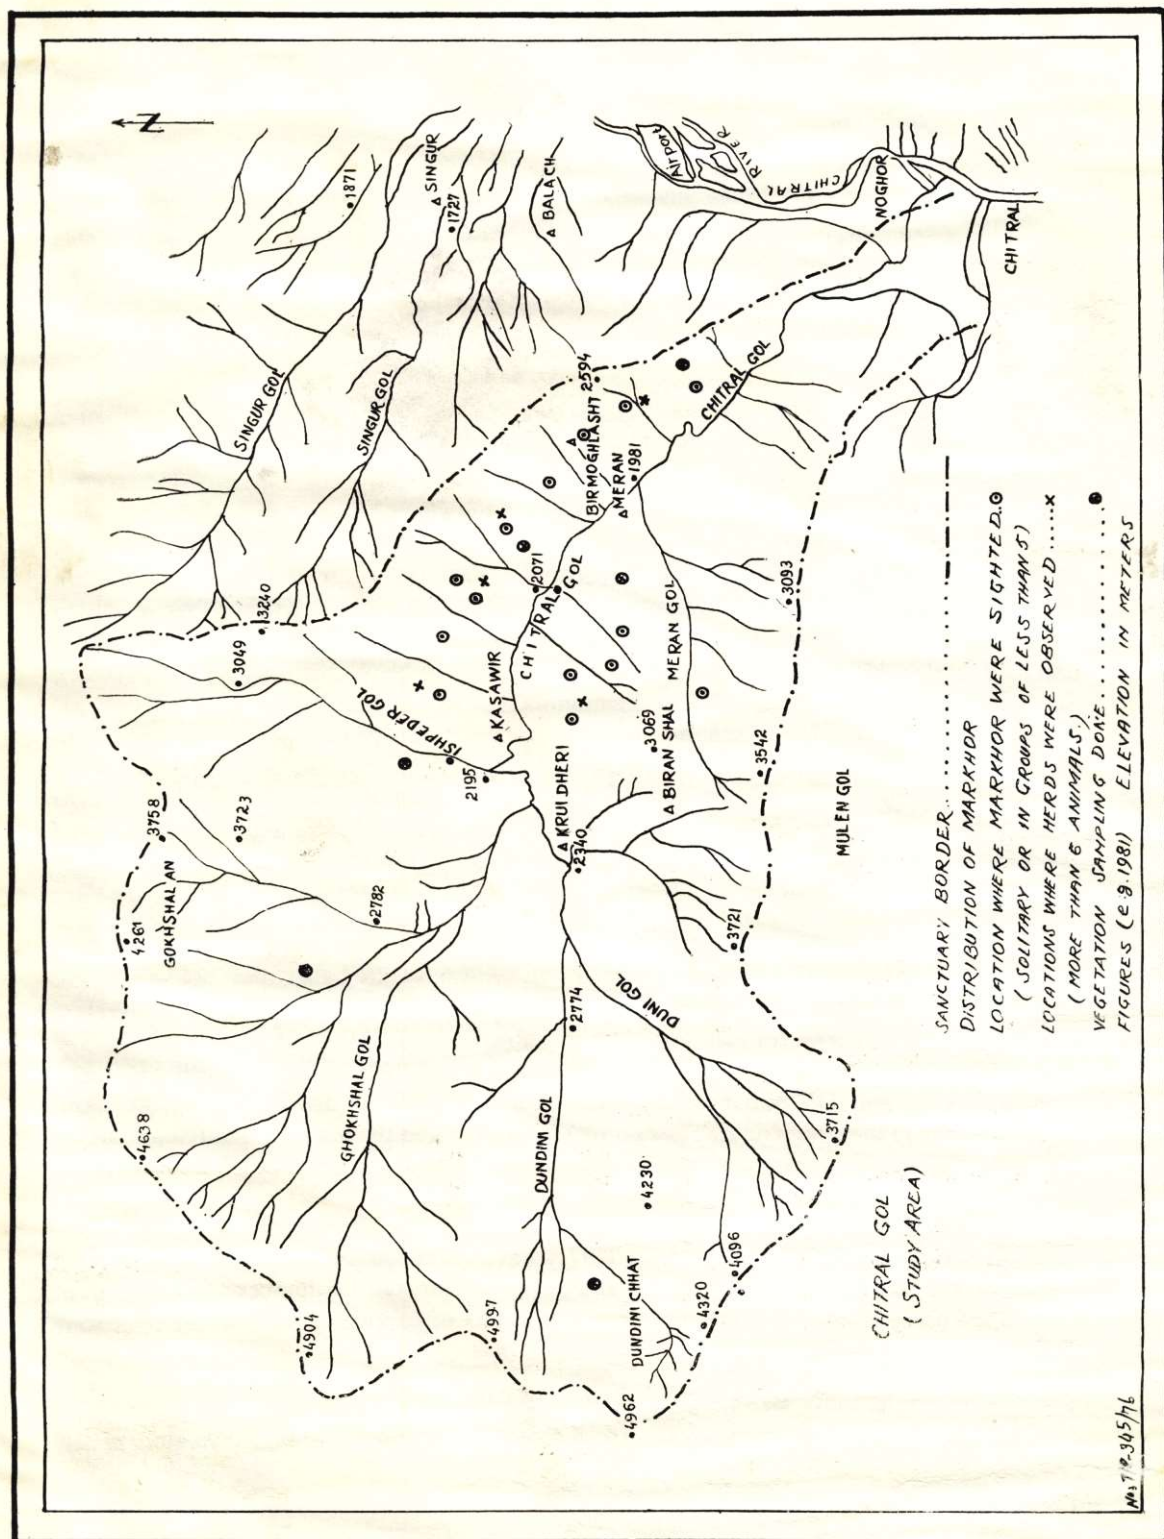 N
1871
SINGUR
1727
BALACH
Airport
RIVER
CHITRAL
NOGHOR
CHITRAL
SINGUR GOL
SINGUR GOL
2594
BIRMOGHLASHT
MERAN
1981
CHITRAL GOL
3240
3049
2071
CHITRAL GOL
KASAWIR
ISHPEDER GOL
2195
MERAN GOL
3093
3069
BIRAN SHAL
3542
KRUIDHERI
2340
MULEN GOL
3758
3723
4261
GOKHSHAL AN
2782
3721
4638
GHOKHSHAL GOL
2774
DUNI GOL
DUNDINI GOL
4230
3715
4904
4997
DUNDINI CHHAT
4096
4320
4962
CHITRAL GOL
(STUDY AREA)
SANCTUARY BORDER
DISTRIBUTION OF MARKHOR
LOCATION WHERE MARKHOR WERE SIGHTED
(SOLITARY OR IN GROUPS OF LESS THAN 5)
LOCATIONS WHERE HERDS WERE OBSERVED.....x
(MORE THAN 6 ANIMALS)
VEGETATION SAMPLING DONE
FIGURES (e.g. 1981) ELEVATION IN METERS